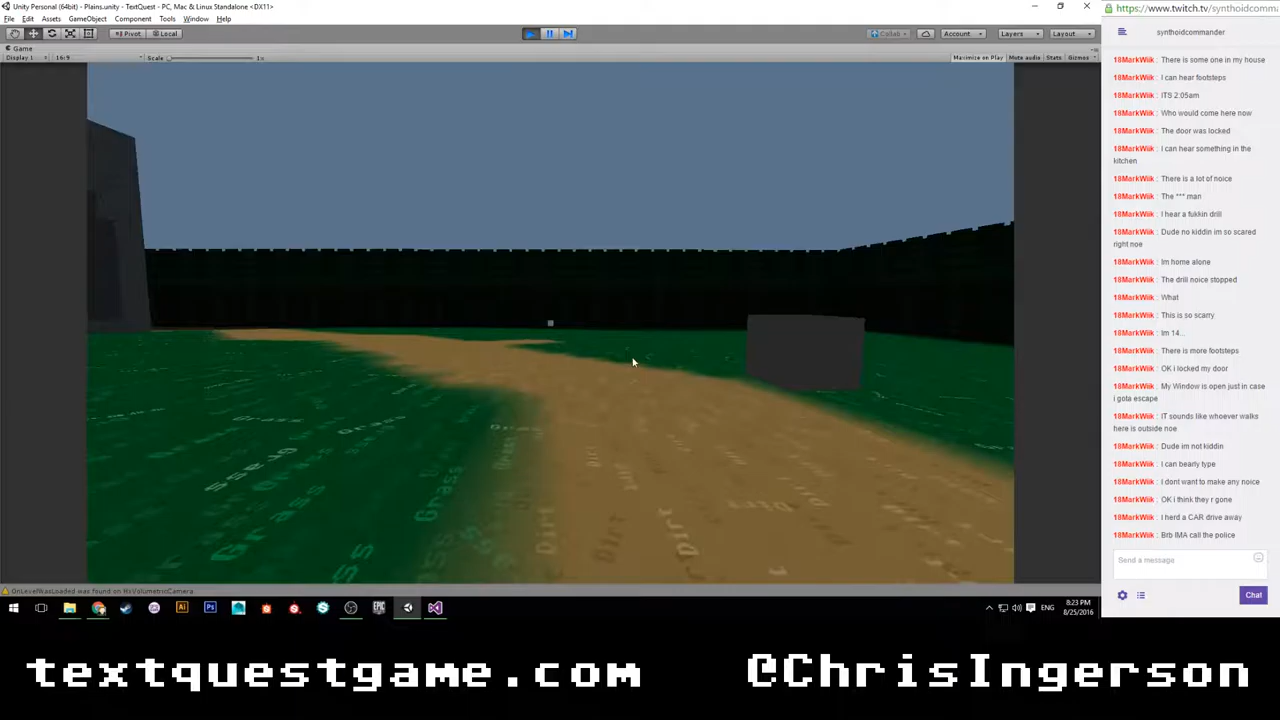 Unity Personal (64bit) - Plains.unity - TextQuest - PC, Mac & Linux Standalone <DX11>
File Edit Assets GameObject Component Tools Window Help
Pivot Local Collab Account Layers Layout
Game
Display 1 16:9 Scale 1x Maximize on Play Mute audio Stats Gizmos
Grass
Grass
Grass
OnLevelWasLoaded was found on HxVolumetricCamera
ENG
8:23 PM
8/25/2016
https://www.twitch.tv/synthoidcomm
synthoidcommander
18MarkWiik : There is some one in my house
18MarkWiik : I can hear footsteps
18MarkWiik : ITS 2:05am
18MarkWiik : Who would come here now
18MarkWiik : The door was locked
18MarkWiik : I can hear something in the
kitchen
18MarkWiik : There is a lot of noice
18MarkWiik : The *** man
18MarkWiik : I hear a fukkin drill
18MarkWiik : Dude no kiddin im so scared
right noe
18MarkWiik : Im home alone
18MarkWiik : The drill noice stopped
18MarkWiik : What
18MarkWiik : This is so scarry
18MarkWiik : Im 14...
18MarkWiik : There is more footsteps
18MarkWiik : OK i locked my door
18MarkWiik : My Window is open just in case
i gota escape
18MarkWiik : IT sounds like whoever walks
here is outside noe
18MarkWiik : Dude im not kiddin
18MarkWiik : I can bearly type
18MarkWiik : I dont want to make any noice
18MarkWiik : OK i think they r gone
18MarkWiik : I herd a CAR drive away
18MarkWiik : Brb IMA call the police
Send a message
Chat
textquestgame.com @ChrisIngerson